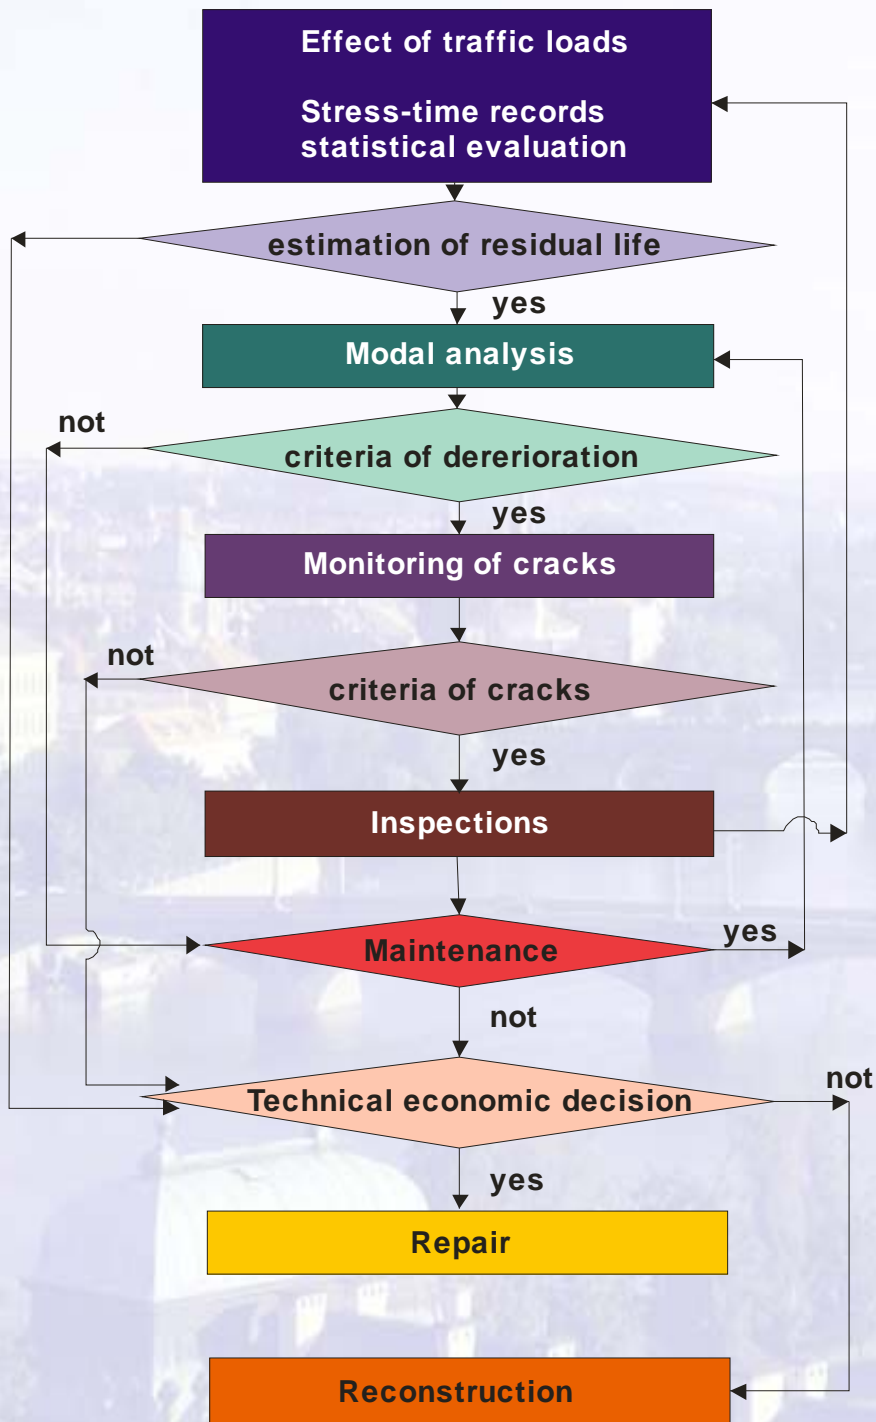 Effect of traffic loads
Stress-time records
statistical evaluation
estimation of residual life
yes
Modal analysis
not
criteria of dererioration
yes
Monitoring of cracks
not
criteria of cracks
yes
Inspections
Maintenance
yes
not
Technical economic decision
not
yes
Repair
Reconstruction